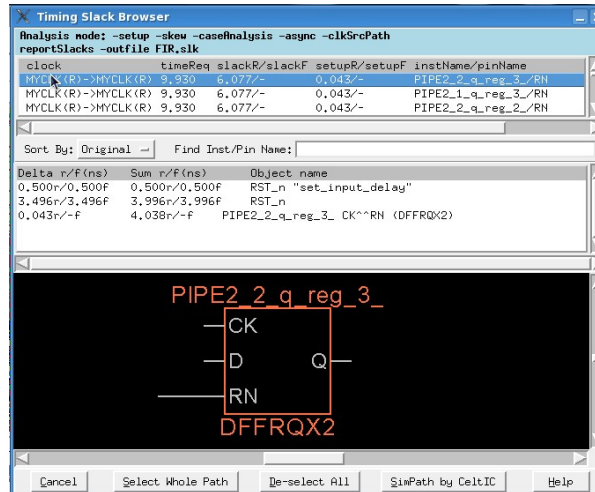 Timing Slack Browser
Analysis mode: -setup -skew -caseAnalysis -async -clkSrcPath
reportSlacks -outfile FIR.slk
clock timeReq slackR/slackF setupR/setupF instName/pinName
MYCLK(R)->MYCLK(R) 9.930 6.077/- 0.043/- PIPE2_2_q_reg_3_/RN
MYCLK(R)->MYCLK(R) 9.930 6.077/- 0.043/- PIPE2_1_q_reg_3_/RN
MYCLK(R)->MYCLK(R) 9.930 6.077/- 0.043/- PIPE2_2_q_reg_2_/RN
Sort By: Original Find Inst/Pin Name:
Delta r/f(ns) Sum r/f(ns) Object name
0.500r/0.500f 0.500r/0.500f RST_n "set_input_delay"
3.496r/3.496f 3.996r/3.996f RST_n
0.043r/-f 4.038r/-f PIPE2_2_q_reg_3_ CK^^RN (DFFRQX2)
PIPE2_2_q_reg_3_
CK
D Q
RN
DFFRQX2
Cancel Select Whole Path De-select All SimPath by CeltIC Help